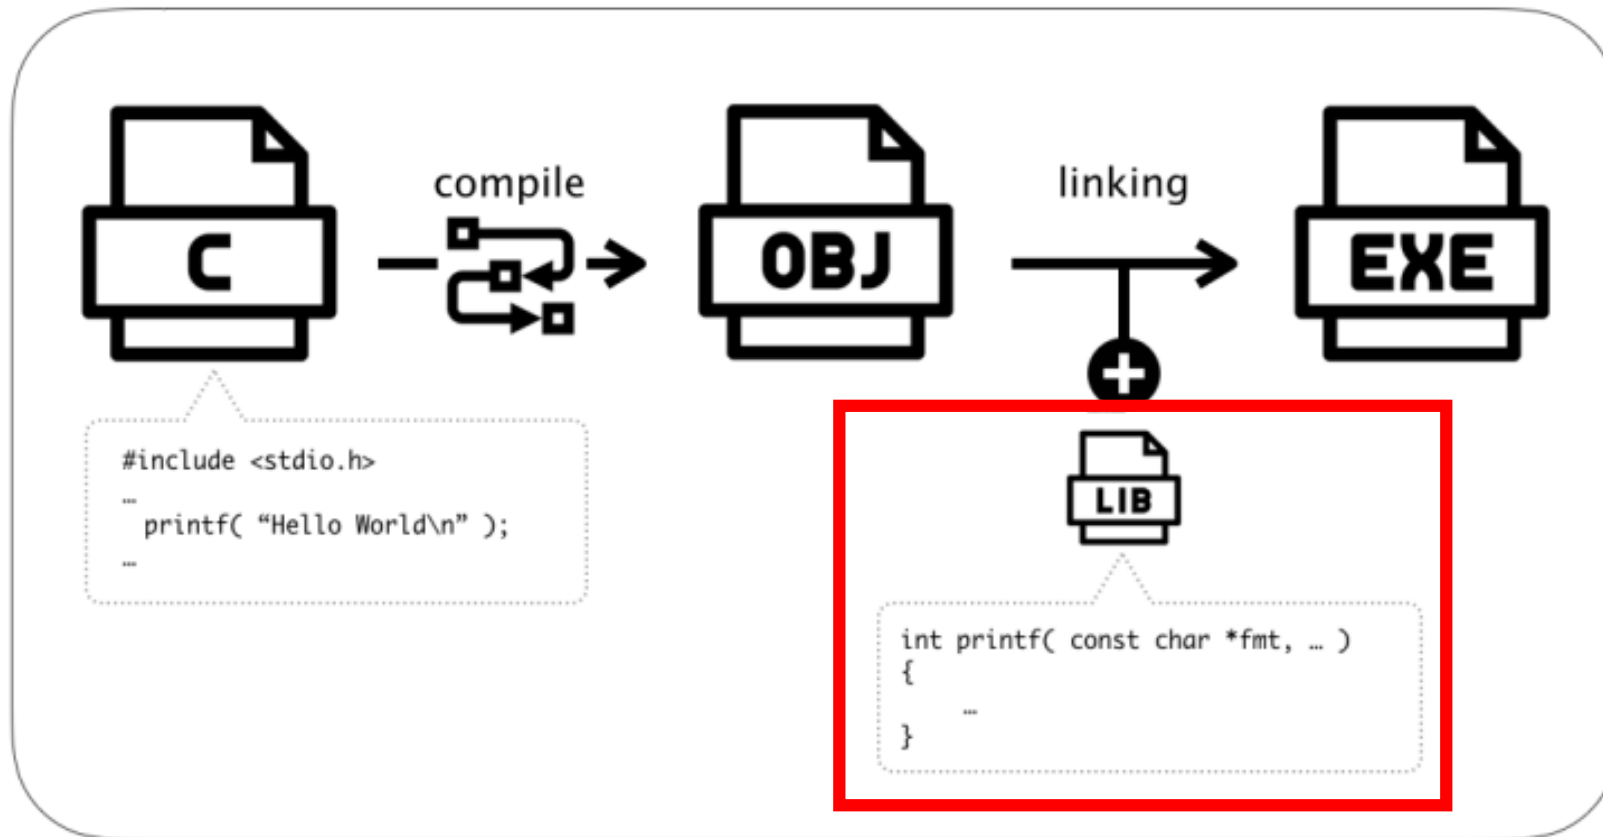 C
compile
OBJ
linking
EXE
#include <stdio.h>
…
printf( “Hello World\n” );
…
LIB
int printf( const char *fmt, … )
{
…
}